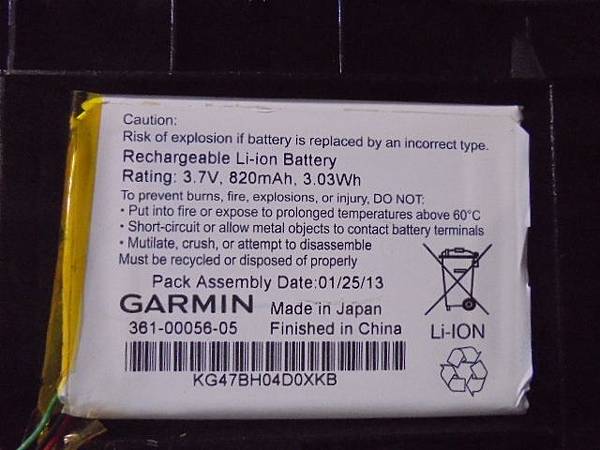 Caution:
Risk of explosion if battery is replaced by an incorrect type.
Rechargeable Li-ion Battery
Rating: 3.7V, 820mAh, 3.03Wh
To prevent burns, fire, explosions, or injury, DO NOT:
• Put into fire or expose to prolonged temperatures above 60°C
• Short-circuit or allow metal objects to contact battery terminals
• Mutilate, crush, or attempt to disassemble
Must be recycled or disposed of properly
Pack Assembly Date:01/25/13
GARMIN Made in Japan
361-00056-05 Finished in China
Li-ION
KG47BH04D0XKB